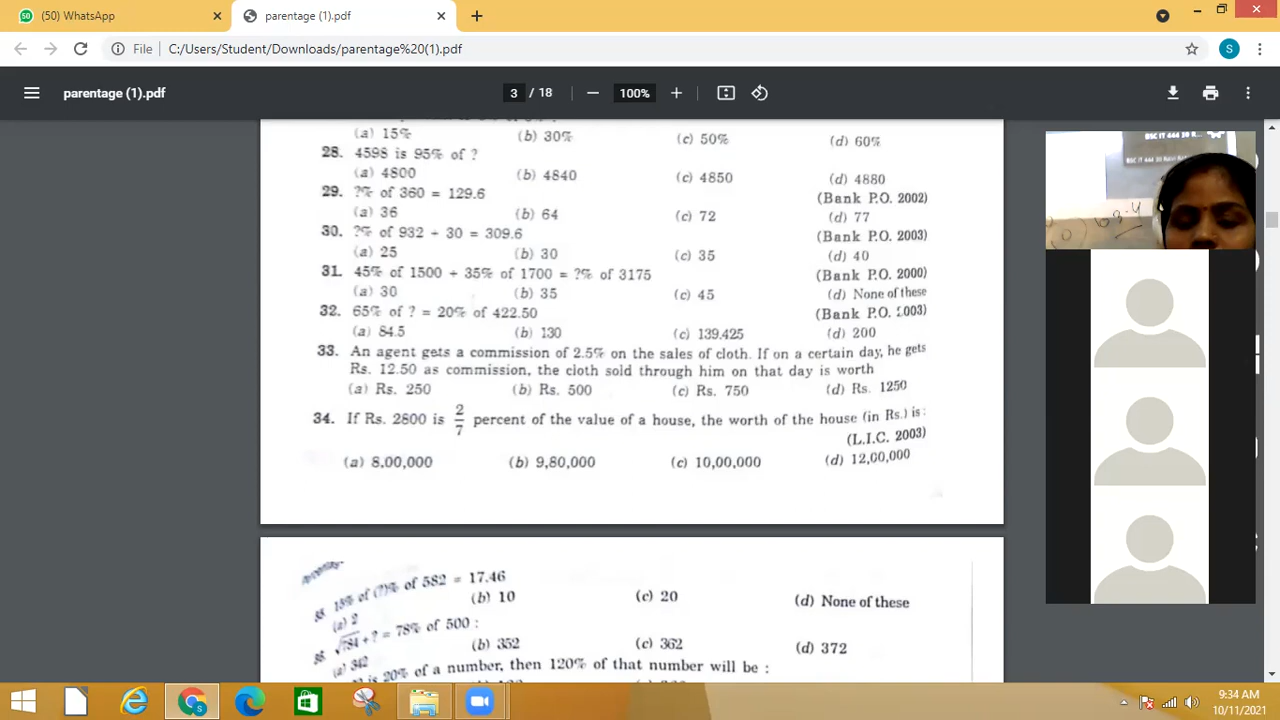 (50) WhatsApp
parentage (1).pdf
File C:/Users/Student/Downloads/parentage%20(1).pdf
S
parentage (1).pdf
3 / 18
100%
(a) 15% (b) 30% (c) 50% (d) 60%
28. 4598 is 95% of ?
(a) 4800 (b) 4840 (c) 4850 (d) 4880
(Bank P.O. 2002)
29. ?% of 360 = 129.6
(a) 36 (b) 64 (c) 72 (d) 77
(Bank P.O. 2003)
30. ?% of 932 + 30 = 309.6
(a) 25 (b) 30 (c) 35 (d) 40
(Bank P.O. 2000)
31. 45% of 1500 + 35% of 1700 = ?% of 3175
(a) 30 (b) 35 (c) 45 (d) None of these
(Bank P.O. 2003)
32. 65% of ? = 20% of 422.50
(a) 84.5 (b) 130 (c) 139.425 (d) 200
33. An agent gets a commission of 2.5% on the sales of cloth. If on a certain day, he gets
Rs. 12.50 as commission, the cloth sold through him on that day is worth
(a) Rs. 250 (b) Rs. 500 (c) Rs. 750 (d) Rs. 1250
34. If Rs. 2800 is 2/7 percent of the value of a house, the worth of the house (in Rs.) is :
(L.I.C. 2003)
(a) 8,00,000 (b) 9,80,000 (c) 10,00,000 (d) 12,00,000
15% of (?)% of 582 = 17.46
(a) 2 (b) 10 (c) 20 (d) None of these
√784 + ? = 78% of 500 :
(a) 342 (b) 352 (c) 362 (d) 372
is 20% of a number, then 120% of that number will be :
9:34 AM
10/11/2021